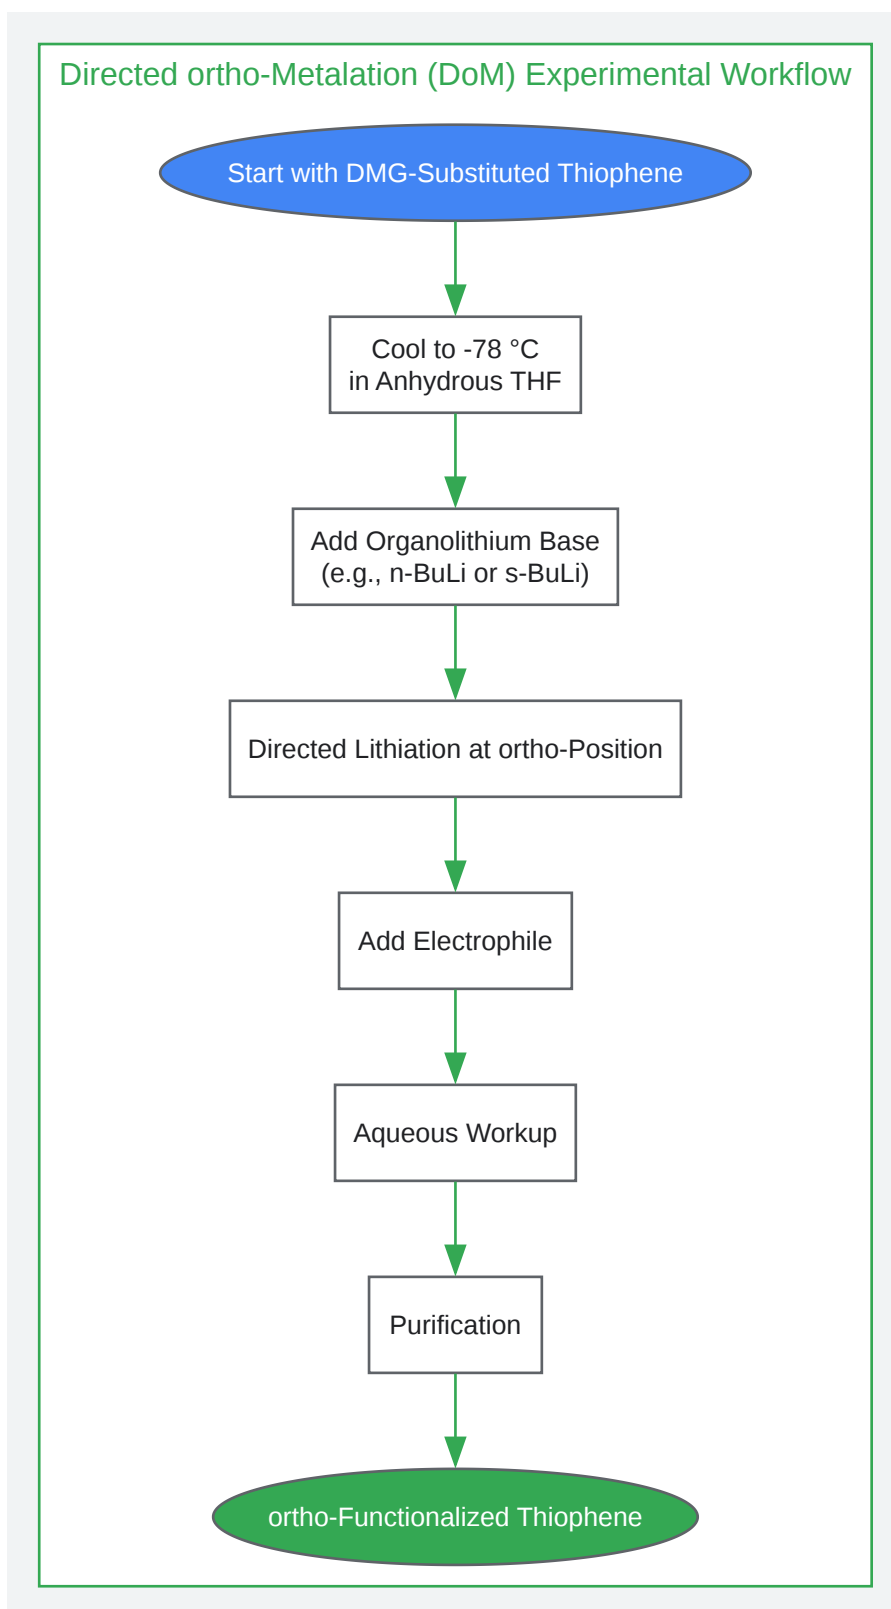 Directed ortho-Metalation (DoM) Experimental Workflow
Start with DMG-Substituted Thiophene
Cool to -78 °C
in Anhydrous THF
Add Organolithium Base
(e.g., n-BuLi or s-BuLi)
Directed Lithiation at ortho-Position
Add Electrophile
Aqueous Workup
Purification
ortho-Functionalized Thiophene